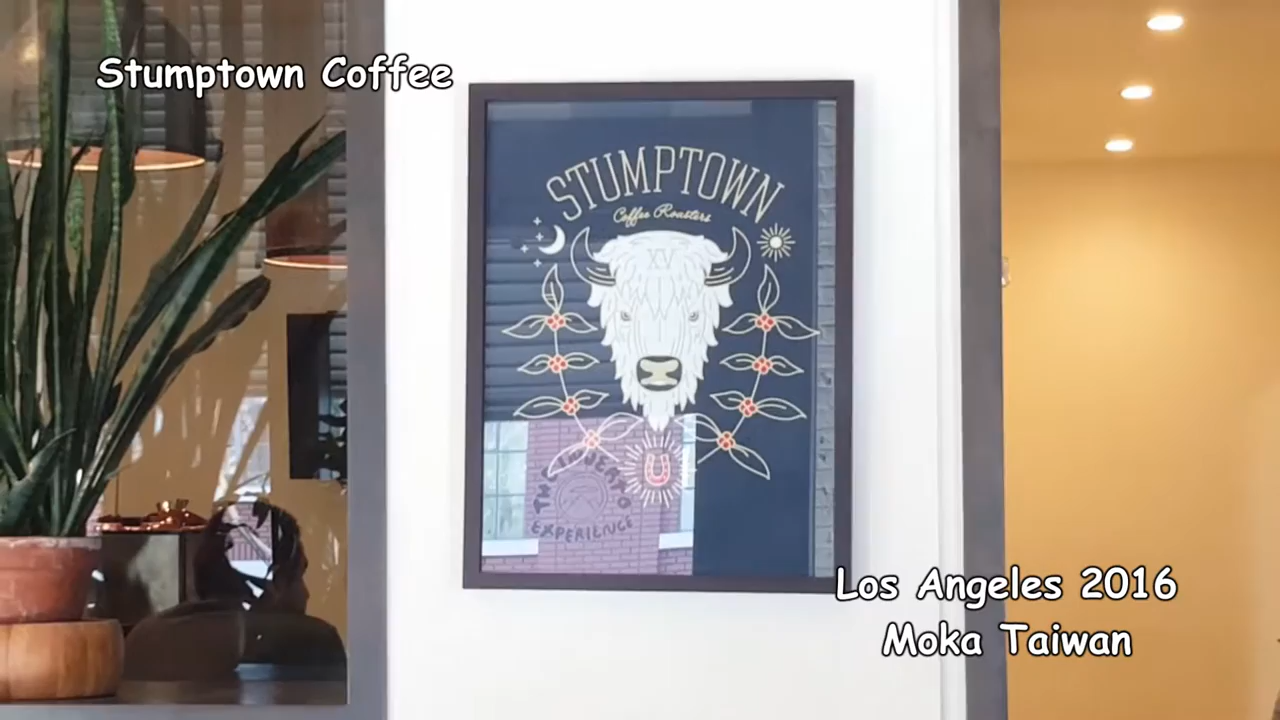 Stumptown Coffee
STUMPTOWN
Coffee Roasters
XV
EXPERIENCE
Los Angeles 2016
Moka Taiwan